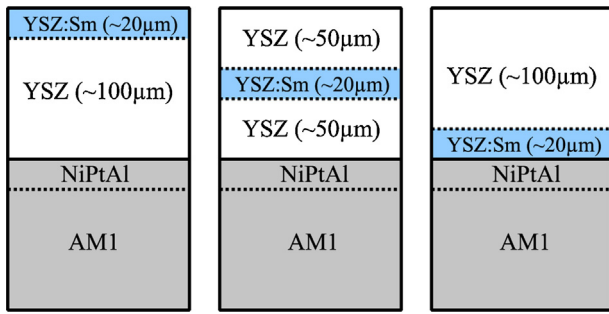 YSZ:Sm (~20µm)
YSZ (~100µm)
NiPtAl
AM1
YSZ (~50µm)
YSZ:Sm (~20µm)
YSZ (~50µm)
NiPtAl
AM1
YSZ (~100µm)
YSZ:Sm (~20µm)
NiPtAl
AM1